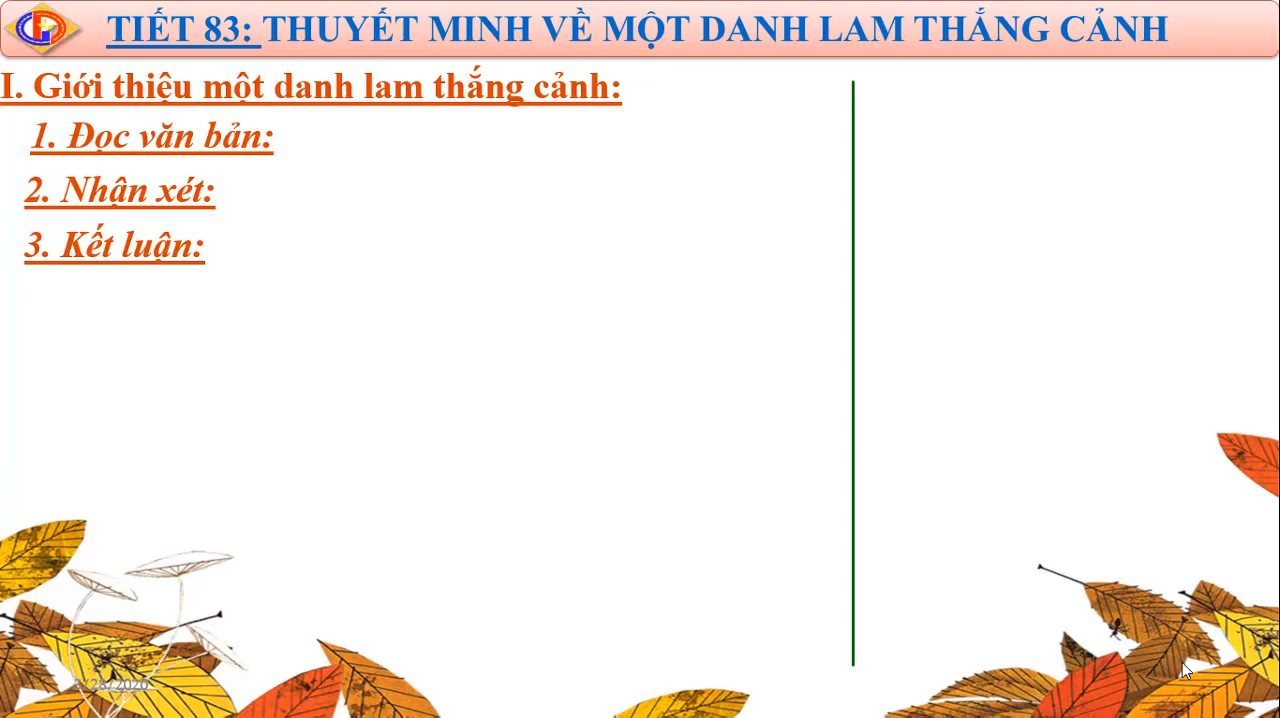 TIẾT 83: THUYẾT MINH VỀ MỘT DANH LAM THẮNG CẢNH
I. Giới thiệu một danh lam thắng cảnh:
1. Đọc văn bản:
2. Nhận xét:
3. Kết luận: